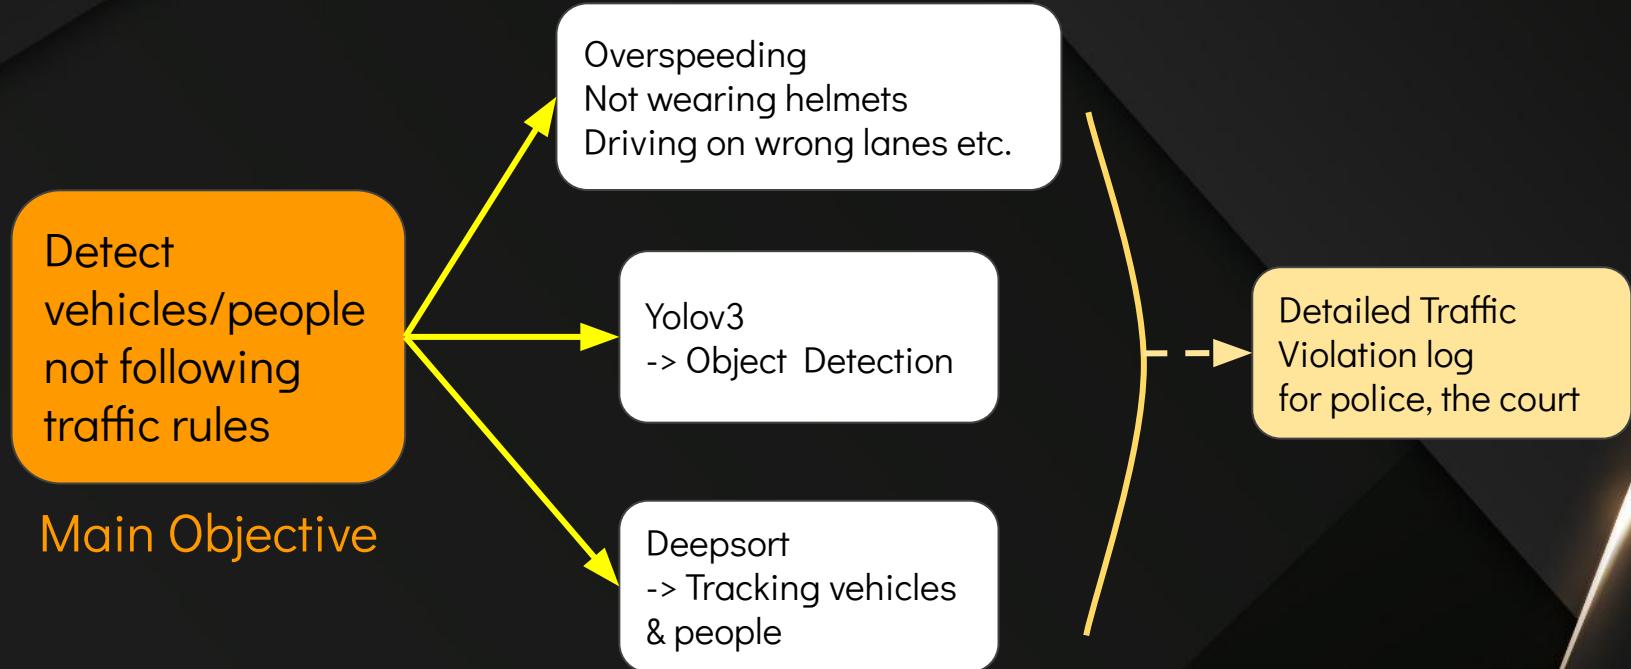 Detect
vehicles/people
not following
traffic rules
Main Objective
Overspeeding
Not wearing helmets
Driving on wrong lanes etc.
Yolov3
-> Object Detection
Deepsort
-> Tracking vehicles
& people
Detailed Traffic
Violation log
for police, the court